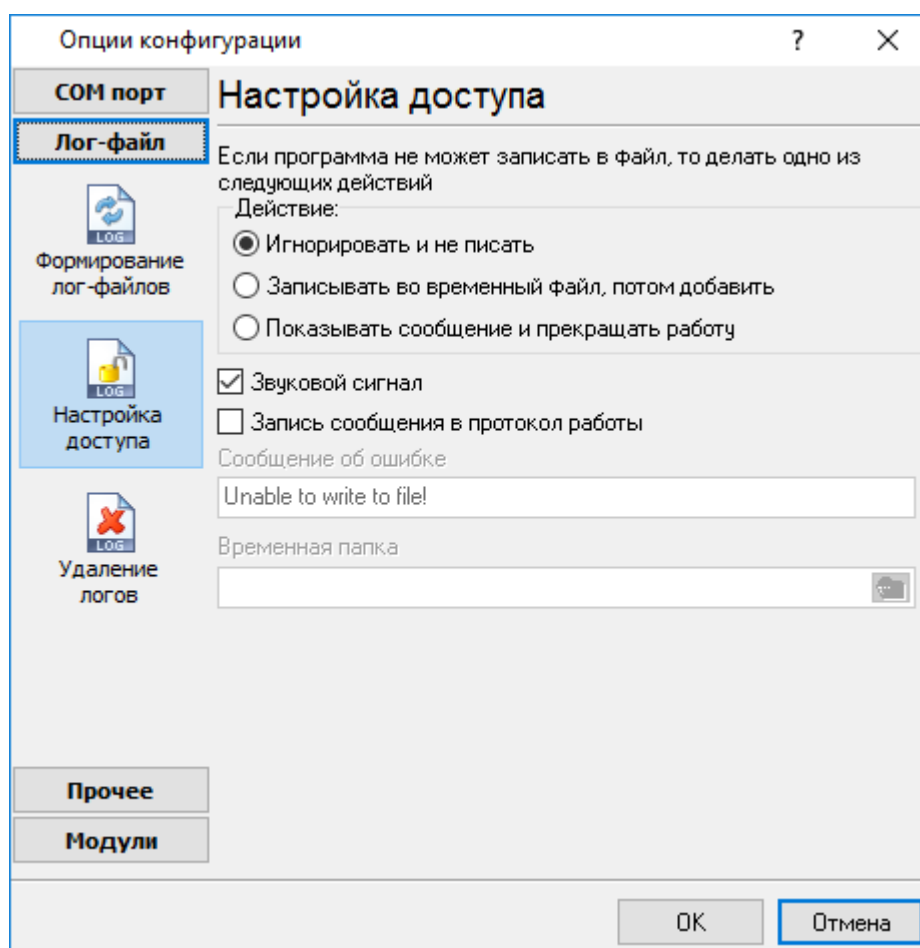 Опции конфигурации
?
COM порт
Лог-файл
LOG
Формирование
лог-файлов
LOG
Настройка
доступа
LOG
Удаление
логов
Прочее
Модули
Настройка доступа
Если программа не может записать в файл, то делать одно из
следующих действий
Действие:
Игнорировать и не писать
Записывать во временный файл, потом добавить
Показывать сообщение и прекращать работу
Звуковой сигнал
Запись сообщения в протокол работы
Сообщение об ошибке
Unable to write to file!
Временная папка
OK
Отмена